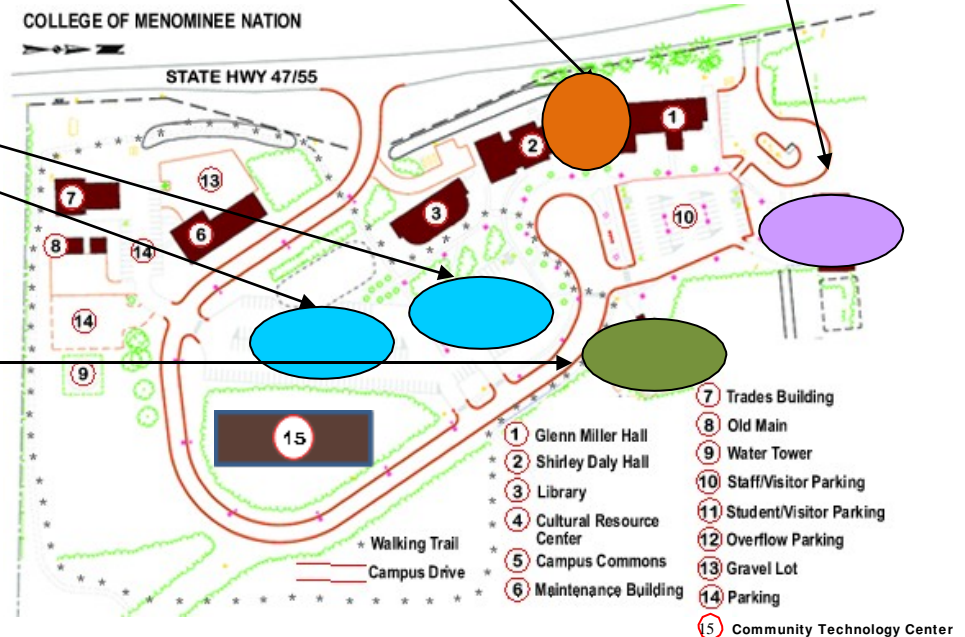 COLLEGE OF MENOMINEE NATION
STATE HWY 47/55
1
2
13
7
3
10
6
8
14
14
9
15
7 Trades Building
8 Old Main
9 Water Tower
10 Staff/Visitor Parking
11 Student/Visitor Parking
12 Overflow Parking
13 Gravel Lot
14 Parking
15 Community Technology Center
1 Glenn Miller Hall
2 Shirley Daly Hall
3 Library
4 Cultural Resource
Center
5 Campus Commons
6 Maintenance Building
Walking Trail
Campus Drive